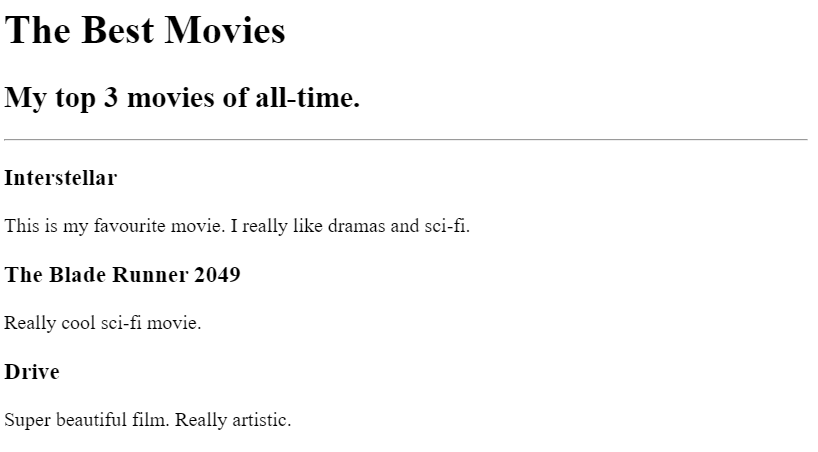 The Best Movies
My top 3 movies of all-time.
Interstellar
This is my favourite movie. I really like dramas and sci-fi.
The Blade Runner 2049
Really cool sci-fi movie.
Drive
Super beautiful film. Really artistic.